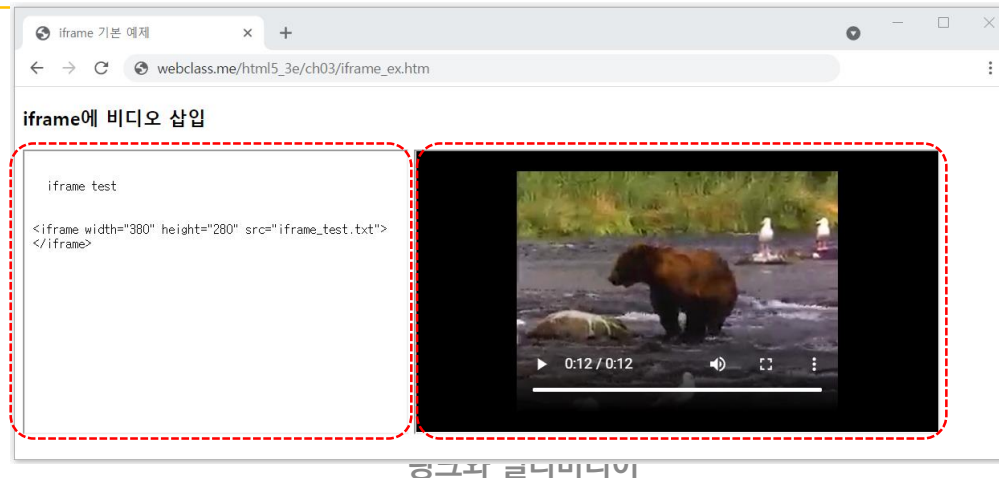 iframe 기본 예제
webclass.me/html5_3e/ch03/iframe_ex.htm
iframe에 비디오 삽입
iframe test
<iframe width="380" height="280" src="iframe_test.txt">
</iframe>
0:12 / 0:12